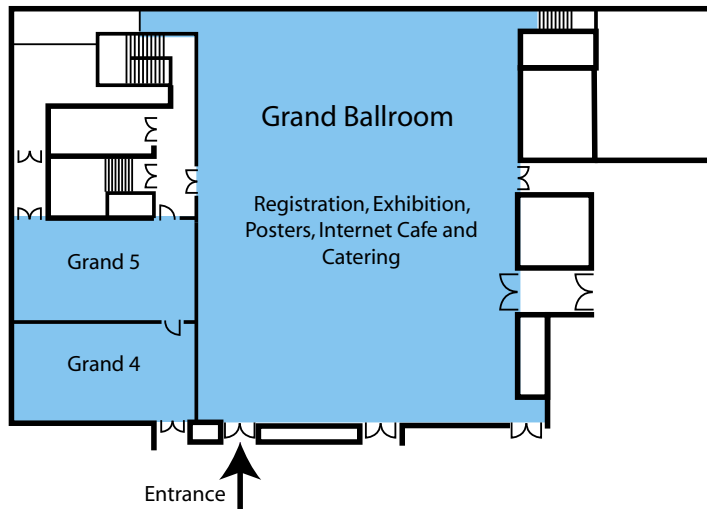 Grand Ballroom
Registration, Exhibition,
Posters, Internet Cafe and
Catering
Grand 5
Grand 4
Entrance